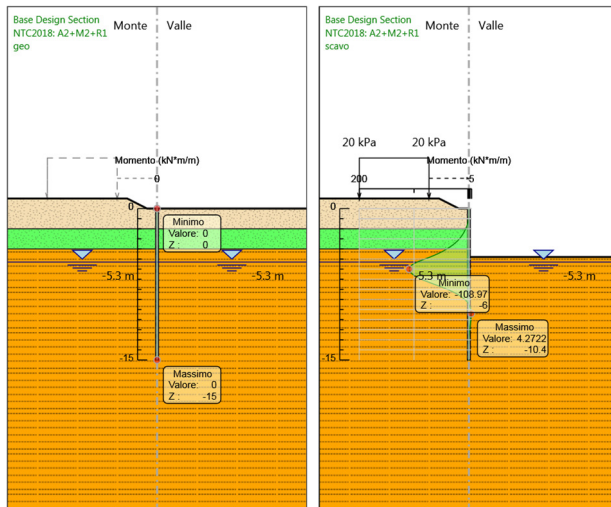 Base Design Section
NTC2018: A2+M2+R1
geo
Monte
Valle
Momento (kN*m/m)
0
0
Minimo
Valore: 0
Z : 0
-5.3 m
-5.3 m
-15
Massimo
Valore: 0
Z : -15
Base Design Section
NTC2018: A2+M2+R1
scavo
Monte
Valle
20 kPa
20 kPa
Momento (kN*m/m)
200
5
0
-5.3 m
-5.3 m
Minimo
Valore: -108.97
Z : -6
Massimo
Valore: 4.2722
Z : -10.4
-15